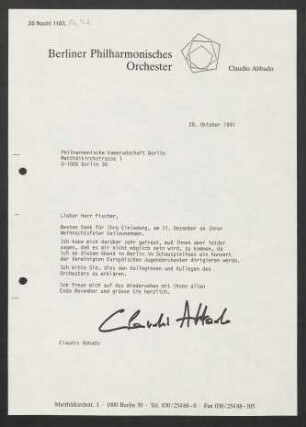 Berliner Philharmonisches
Orchester
Claudio Abbado
28. Oktober 1991
Philharmonische Kameradschaft Berlin
Matthäikirchstrasse 1
D-1000 Berlin 30
Lieber Herr Fischer,
Besten Dank für Ihre Einladung, am 17. Dezember an Ihrer
Weihnachtsfeier teilzunehmen.
Ich habe mich darüber sehr gefreut, muß Ihnen aber leider
sagen, daß es mir nicht möglich sein wird, zu kommen, da
ich an diesem Abend in Berlin im Schauspielhaus ein Konzert
der Vereinigten Europäischen Jugendorchester dirigieren werde.
Ich bitte Sie, dies den Kolleginnen und Kollegen des
Orchesters zu erklären.
Ich freue mich auf das Wiedersehen mit Ihnen allen
Ende November und grüsse Sie herzlich.
Claudio Abbado
Claudio Abbado
Matthäikirchstr. 1 · 1000 Berlin 30 · Tel. 030/254 88-0 · Fax 030/254 88-105